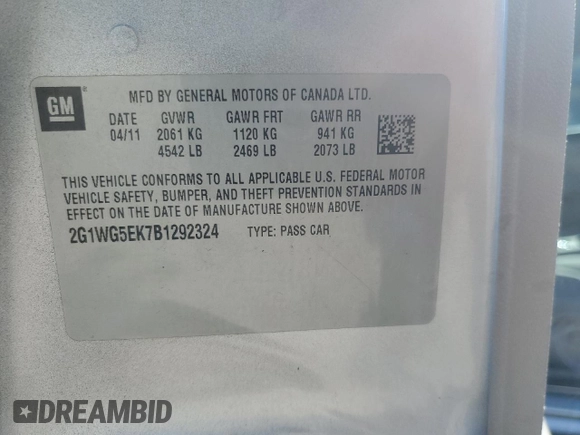 GM
MFD BY GENERAL MOTORS OF CANADA LTD.
DATE GVWR GAWR FRT GAWR RR
04/11 2061 KG 1120 KG 941 KG
4542 LB 2469 LB 2073 LB
THIS VEHICLE CONFORMS TO ALL APPLICABLE U.S. FEDERAL MOTOR
VEHICLE SAFETY, BUMPER, AND THEFT PREVENTION STANDARDS IN
EFFECT ON THE DATE OF MANUFACTURE SHOWN ABOVE.
2G1WG5EK7B1292324 TYPE: PASS CAR
DREAMBID